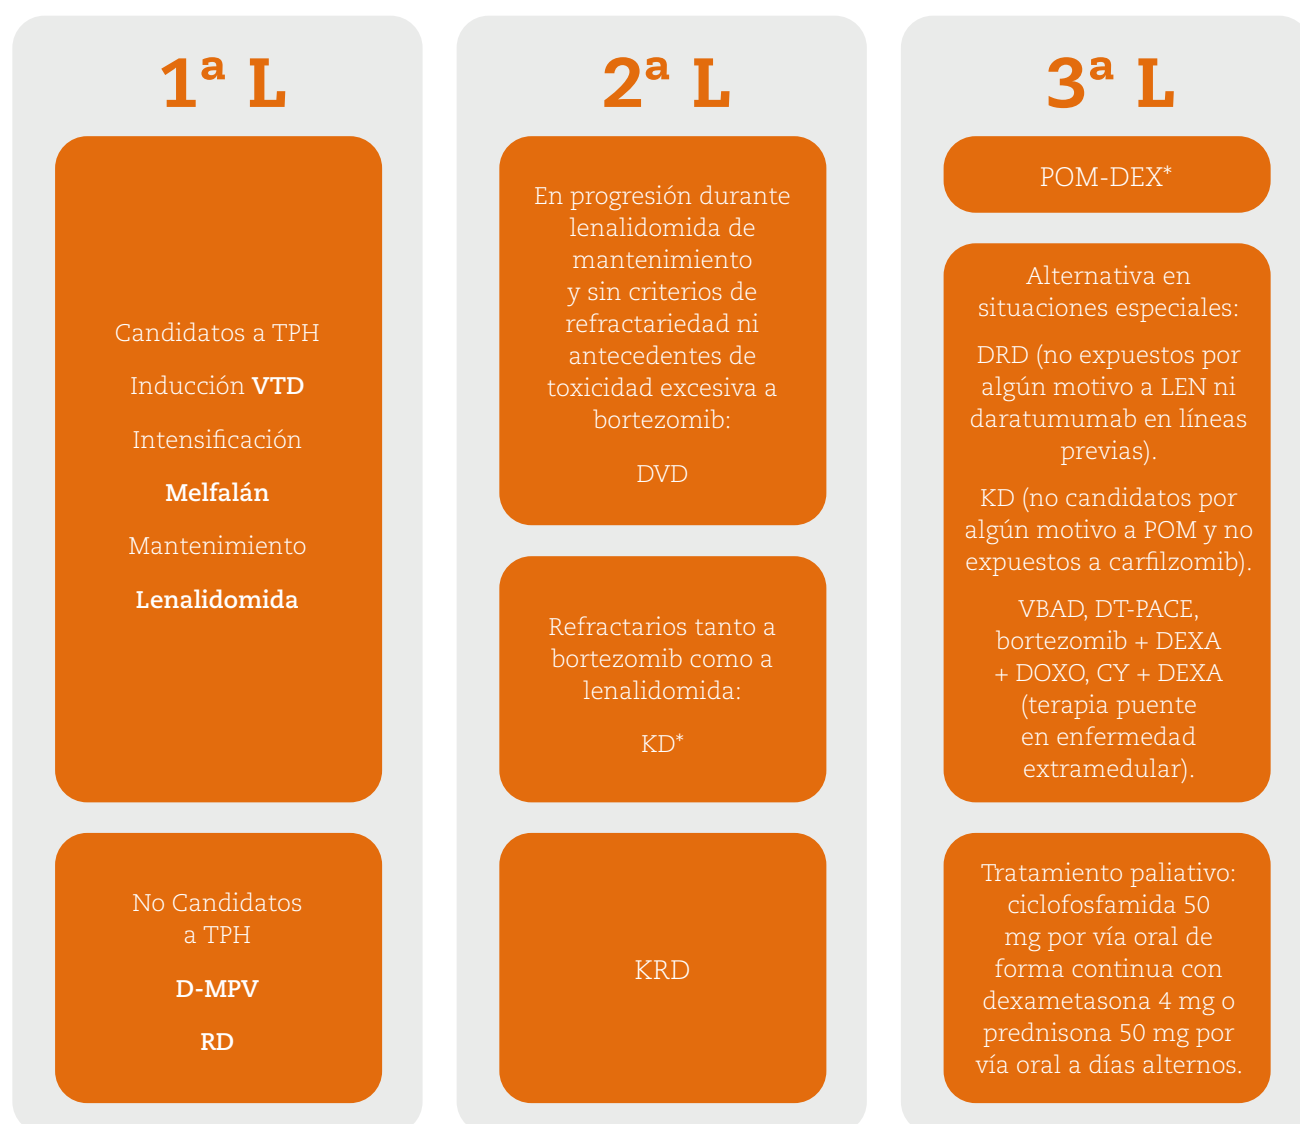 1ª L
Candidatos a TPH
Inducción VTD
Intensificación
Melfalán
Mantenimiento
Lenalidomida
No Candidatos
a TPH
D-MPV
RD
2ª L
En progresión durante
lenalidomida de
mantenimiento
y sin criterios de
refractariedad ni
antecedentes de
toxicidad excesiva a
bortezomib:
DVD
Refractarios tanto a
bortezomib como a
lenalidomida:
KD*
KRD
3ª L
POM-DEX*
Alternativa en
situaciones especiales:
DRD (no expuestos por
algún motivo a LEN ni
daratumumab en líneas
previas).
KD (no candidatos por
algún motivo a POM y no
expuestos a carfilzomib).
VBAD, DT-PACE,
bortezomib + DEXA
+ DOXO, CY + DEXA
(terapia puente
en enfermedad
extramedular).
Tratamiento paliativo:
ciclofosfamida 50
mg por vía oral de
forma continua con
dexametasona 4 mg o
prednisona 50 mg por
vía oral a días alternos.